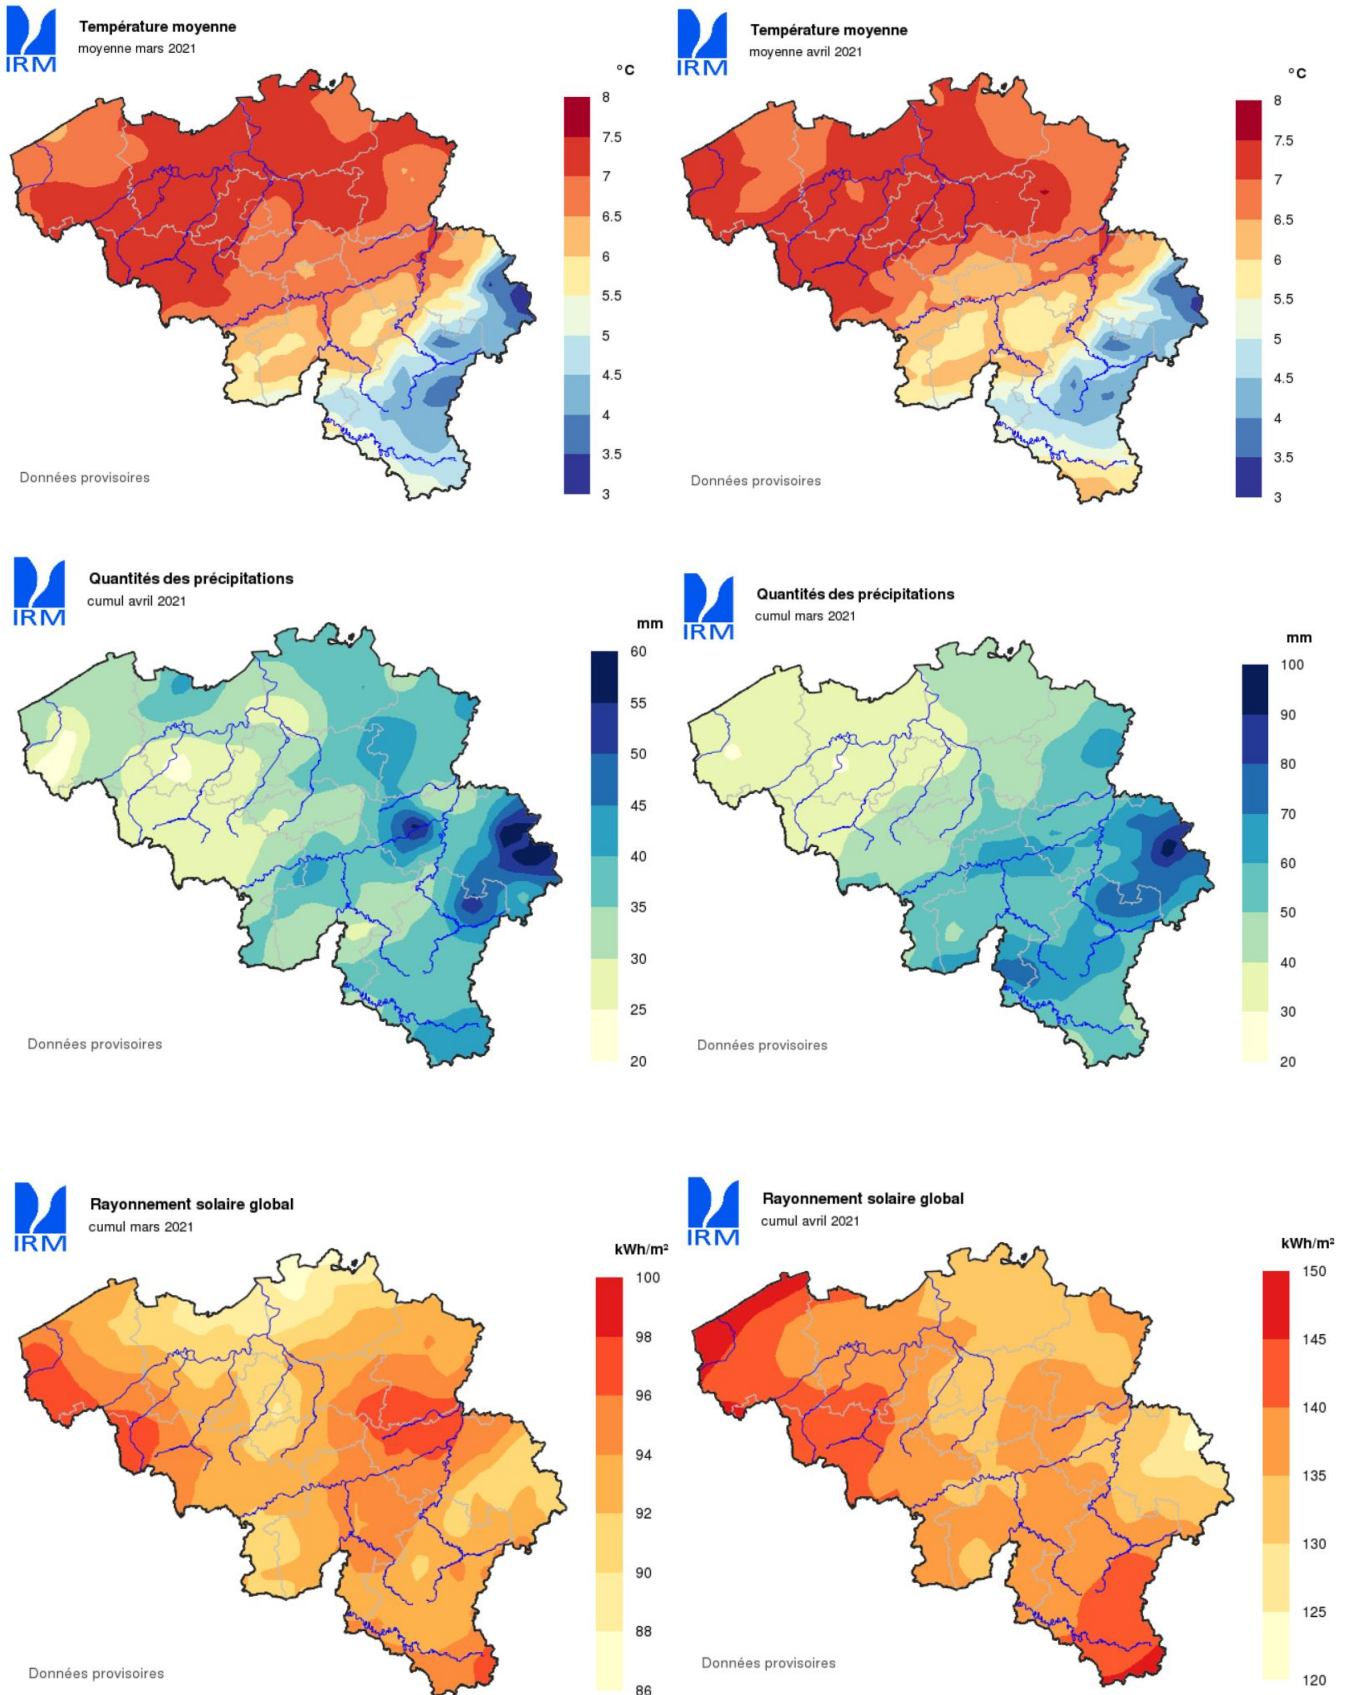 Température moyenne
moyenne mars 2021
IRM
°C
8
7.5
7
6.5
6
5.5
5
4.5
4
3.5
3
Données provisoires
Température moyenne
moyenne avril 2021
IRM
°C
8
7.5
7
6.5
6
5.5
5
4.5
4
3.5
3
Données provisoires
Quantités des précipitations
cumul avril 2021
IRM
mm
60
55
50
45
40
35
30
25
20
Données provisoires
Quantités des précipitations
cumul mars 2021
IRM
mm
100
90
80
70
60
50
40
30
20
Données provisoires
Rayonnement solaire global
cumul mars 2021
IRM
kWh/m²
100
98
96
94
92
90
88
86
Données provisoires
Rayonnement solaire global
cumul avril 2021
IRM
kWh/m²
150
145
140
135
130
125
120
Données provisoires